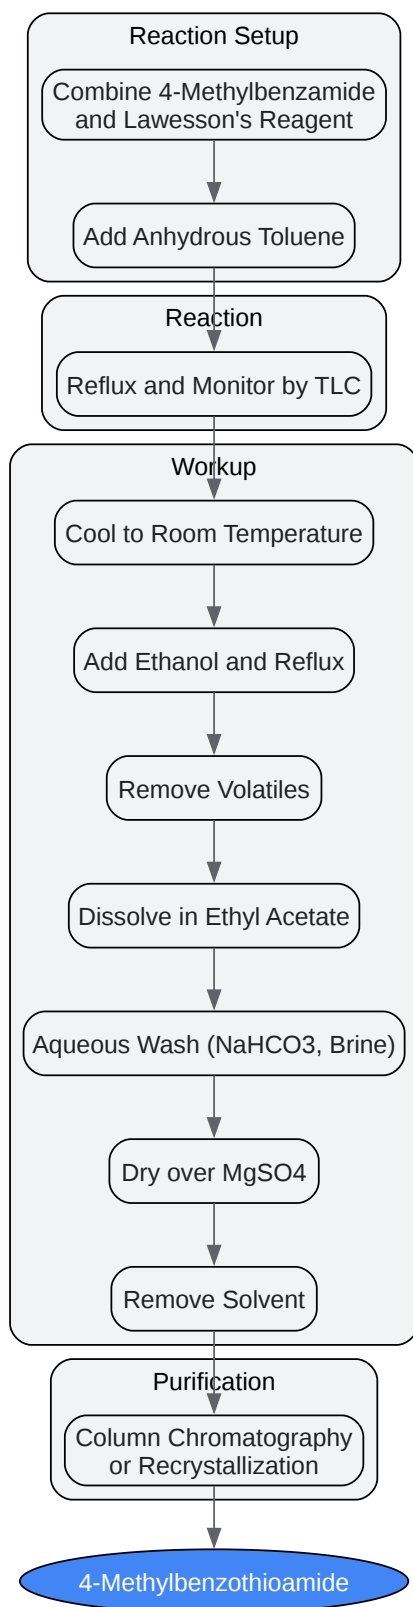 Reaction Setup
Combine 4-Methylbenzamide
and Lawesson's Reagent
Add Anhydrous Toluene
Reaction
Reflux and Monitor by TLC
Workup
Cool to Room Temperature
Add Ethanol and Reflux
Remove Volatiles
Dissolve in Ethyl Acetate
Aqueous Wash (NaHCO3, Brine)
Dry over MgSO4
Remove Solvent
Purification
Column Chromatography
or Recrystallization
4-Methylbenzothioamide